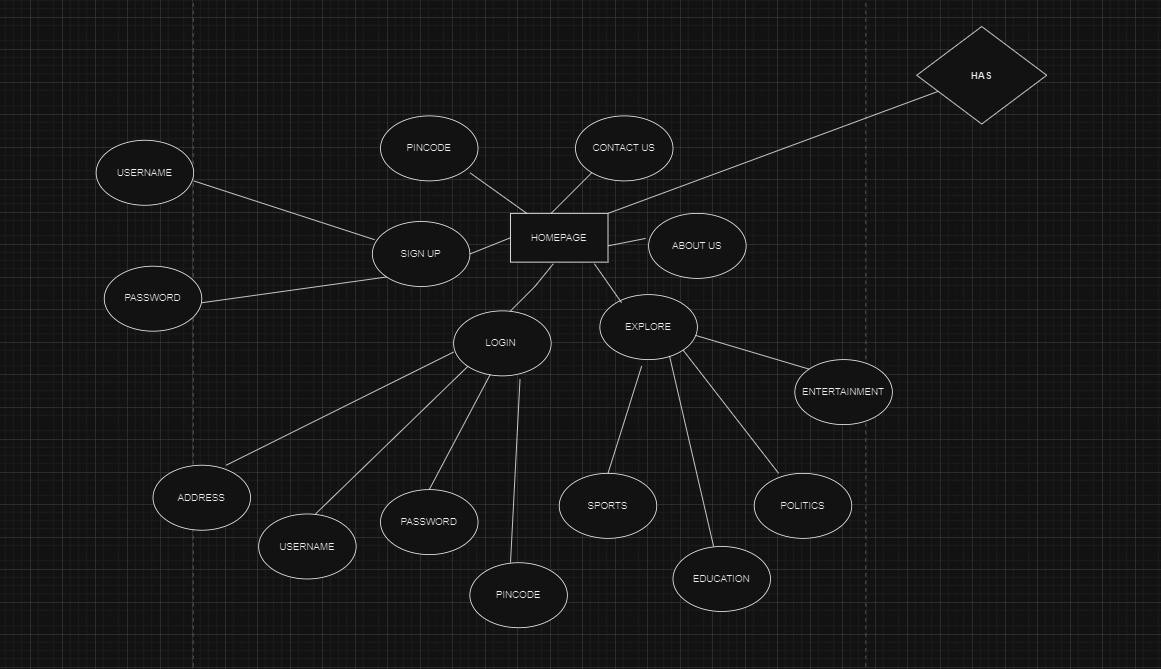 HAS
PINCODE
CONTACT US
USERNAME
HOMEPAGE
ABOUT US
SIGN UP
PASSWORD
EXPLORE
LOGIN
ENTERTAINMENT
ADDRESS
SPORTS
POLITICS
PASSWORD
USERNAME
EDUCATION
PINCODE